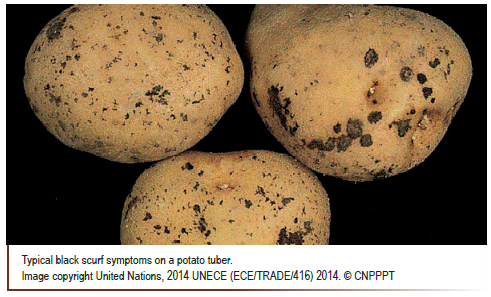 Typical black scurf symptoms on a potato tuber.
Image copyright United Nations, 2014 UNECE (ECE/TRADE/416) 2014. © CNPPPT